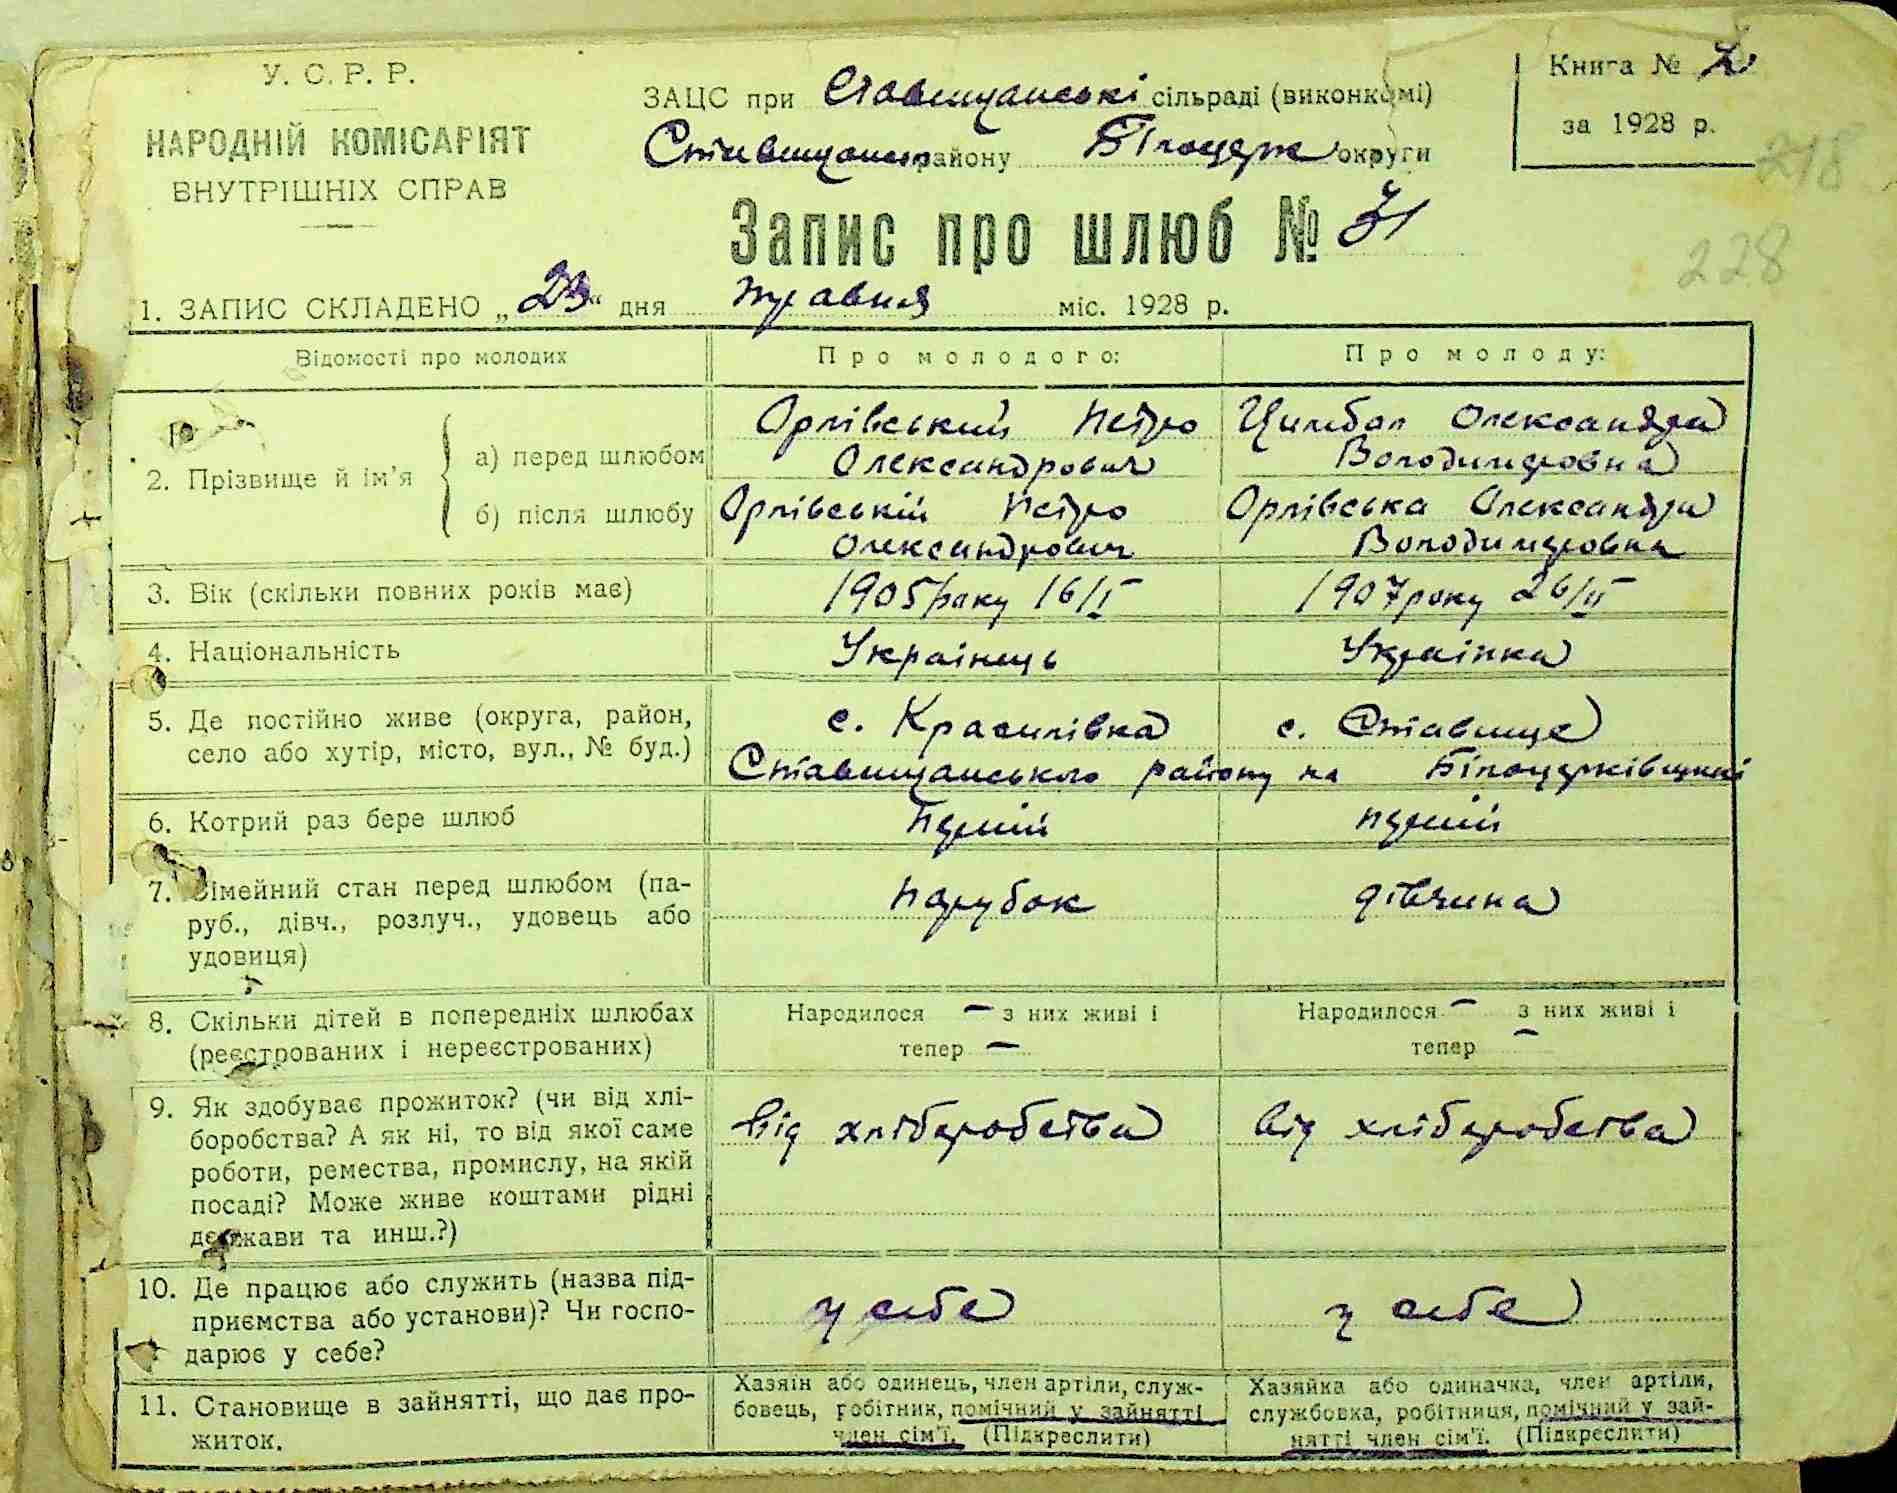 У. С. Р. Р.
НАРОДНІЙ КОМІСАРІЯТ
ВНУТРІШНІХ СПРАВ
ЗАЦС при Ставищанські сільраді (виконкомі)
Ставищанськ району Білоцерк округи
Книга № 2
за 1928 р.
218
228
Запис про шлюб № 31
1. ЗАПИС СКЛАДЕНО „23“ дня травня міс. 1928 р.
Відомості про молодих
Про молодого:
Про молоду:
2. Прізвище й ім'я
а) перед шлюбом
Орлівський Петро
Олександрович
Цимбал Олександра
Володимеровна
б) після шлюбу
Орлівській Петро
Олександрович
Орлівська Олександра
Володимеровна
3. Вік (скільки повних років має)
1905 року 16/I
1907 року 26/II
4. Національність
Українець
Українка
5. Де постійно живе (округа, район,
село або хутір, місто, вул., № буд.)
с. Красилівка
с. Ставище
Ставищанського району на Білоцерківщині
6. Котрий раз бере шлюб
перший
перший
7. Сімейний стан перед шлюбом (па-
руб., дівч., розлуч., удовець або
удовиця)
парубок
дівчина
8. Скільки дітей в попередніх шлюбах
(реєстрованих і нереєстрованих)
Народилося — з них живі і
тепер —
Народилося — з них живі і
тепер —
9. Як здобуває прожиток? (чи від хлі-
боробства? А як ні, то від якої саме
роботи, ремества, промислу, на якій
посаді? Може живе коштами рідні
держави та инш.?)
від хліборобства
від хліборобства
10. Де працює або служить (назва під-
приємства або установи)? Чи госпо-
дарює у себе?
у себе
у себе
11. Становище в зайнятті, що дає про-
житок.
Хазяїн або одинець, член артіли, служ-
бовець, робітник, помічний у зайнятті
член сім'ї. (Підкреслити)
Хазяйка або одиначка, член артіли,
службовка, робітниця, помічний у зай-
нятті член сім'ї. (Підкреслити)